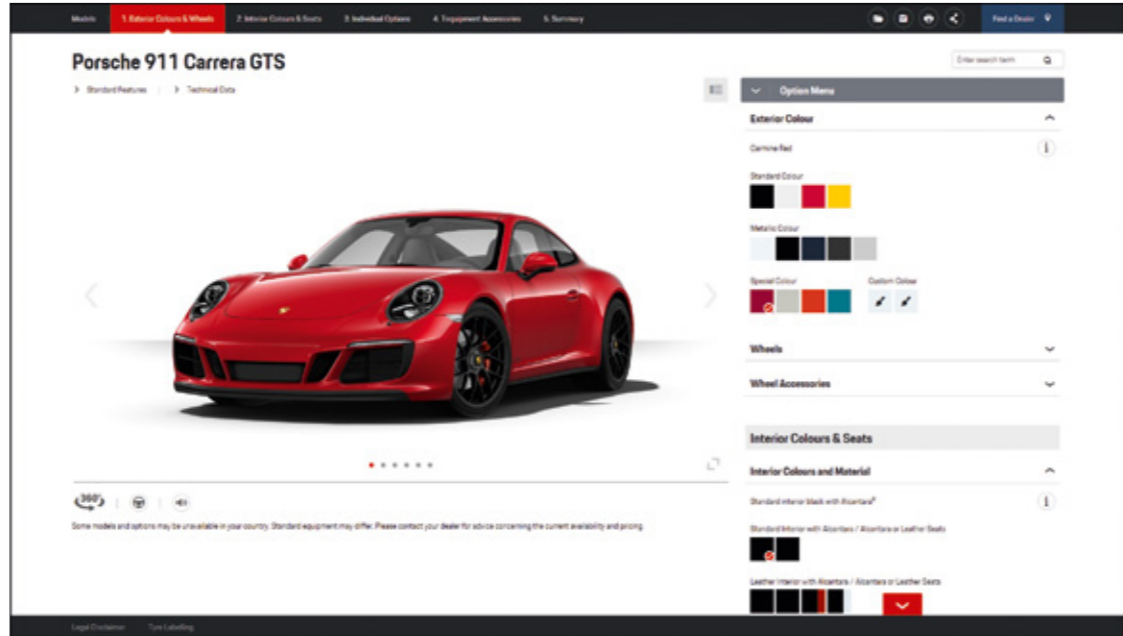 Models
1. Exterior Colours & Wheels
2. Interior Colours & Seats
3. Individual Options
4. Tequipment Accessories
5. Summary
Find a Dealer
Porsche 911 Carrera GTS
Enter search term
Standard Features
Technical Data
Option Menu
Exterior Colour
Carmine Red
i
Standard Colour
Metallic Colour
Special Colour
Custom Colour
Wheels
Wheel Accessories
Interior Colours & Seats
Interior Colours and Material
360°
Standard interior black with Alcantara®
i
Some models and options may be unavailable in your country. Standard equipment may differ. Please contact your dealer for advice concerning the current availability and pricing.
Standard Interior with Alcantara / Alcantara or Leather Seats
Leather Interior with Alcantara / Alcantara or Leather Seats
Legal Disclaimer
Tyre Labelling